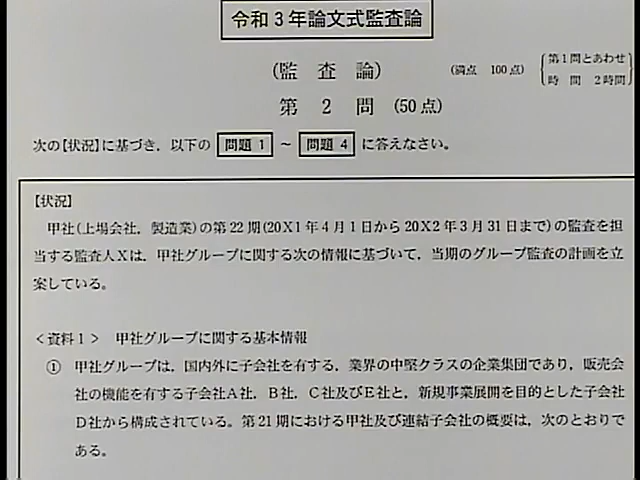 令和3年論文式監査論
(監 査 論)
(満点 100点)
第1問とあわせ
時 間 2時間
第 2 問 (50点)
次の【状況】に基づき，以下の 問題 1 ～ 問題 4 に答えなさい。
【状況】
甲社(上場会社，製造業)の第22期(20X1年4月1日から20X2年3月31日まで)の監査を担
当する監査人Xは，甲社グループに関する次の情報に基づいて，当期のグループ監査の計画を立
案している。
＜資料1＞ 甲社グループに関する基本情報
① 甲社グループは，国内外に子会社を有する，業界の中堅クラスの企業集団であり，販売会
社の機能を有する子会社A社，B社，C社及びE社と，新規事業展開を目的とした子会社
D社から構成されている。第21期における甲社及び連結子会社の概要は，次のとおりで
ある。